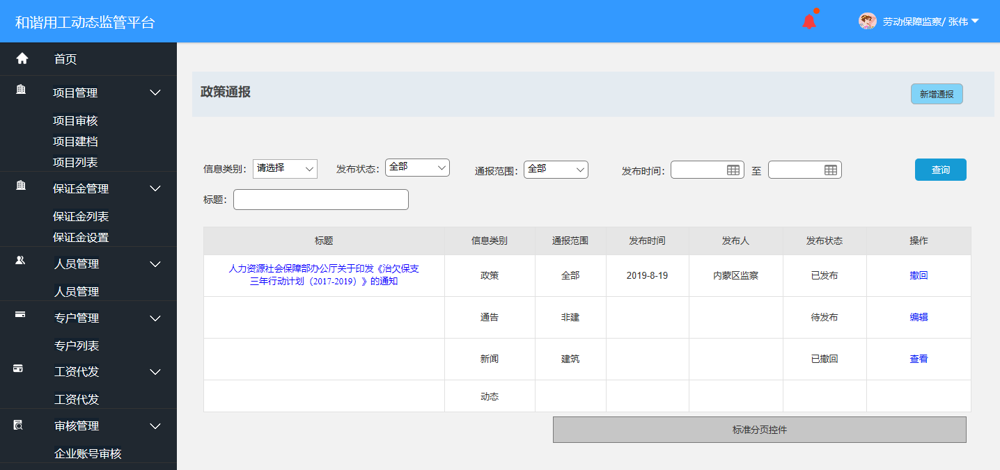 和谐用工动态监管平台
劳动保障监察/ 张伟
首页
项目管理
项目审核
项目建档
项目列表
保证金管理
保证金列表
保证金设置
人员管理
人员管理
专户管理
专户列表
工资代发
工资代发
审核管理
企业账号审核
政策通报
新增通报
信息类别： 请选择 发布状态： 全部 通报范围： 全部 发布时间： 至 查询
标题：
标题 信息类别 通报范围 发布时间 发布人 发布状态 操作
人力资源社会保障部办公厅关于印发《治欠保支
三年行动计划（2017-2019）》的通知
政策 全部 2019-8-19 内蒙区监察 已发布 撤回
通告 非建 待发布 编辑
新闻 建筑 已撤回 查看
动态
标准分页控件